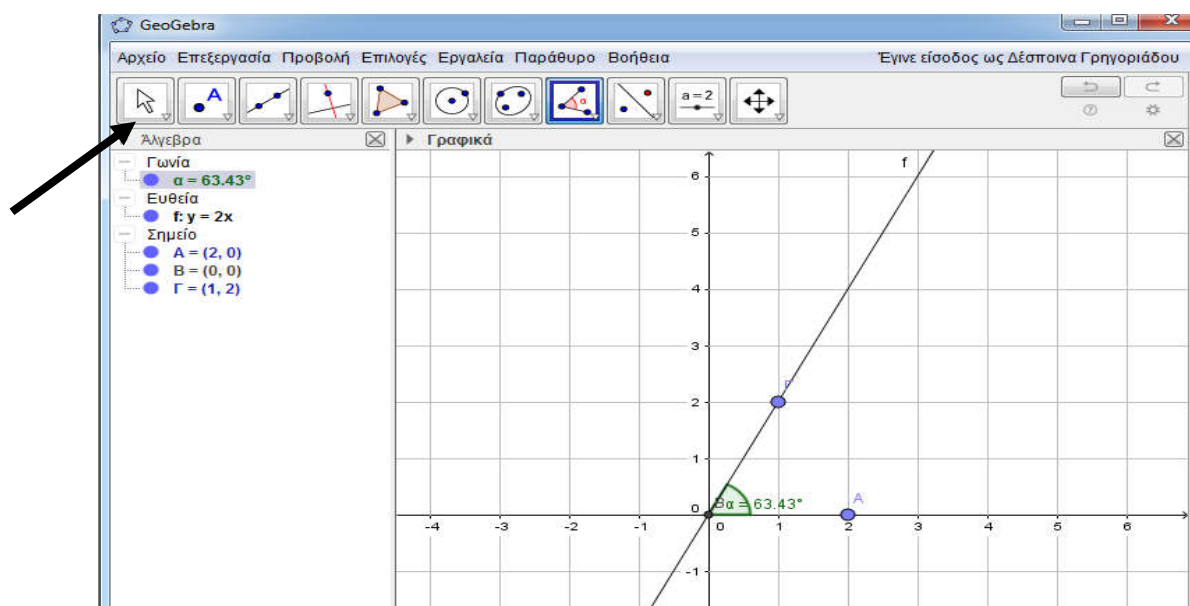 GeoGebra
Αρχείο Επεξεργασία Προβολή Επιλογές Εργαλεία Παράθυρο Βοήθεια Έγινε είσοδος ως Δέσποινα Γρηγοριάδου
A a = 2
Άλγεβρα Γραφικά
Γωνία
α = 63.43°
Ευθεία
f: y = 2x
Σημείο
A = (2, 0)
B = (0, 0)
Γ = (1, 2)
f
6
5
4
3
Γ
2
1
A
B α = 63.43°
0
-4 -3 -2 -1 0 1 2 3 4 5 6
-1